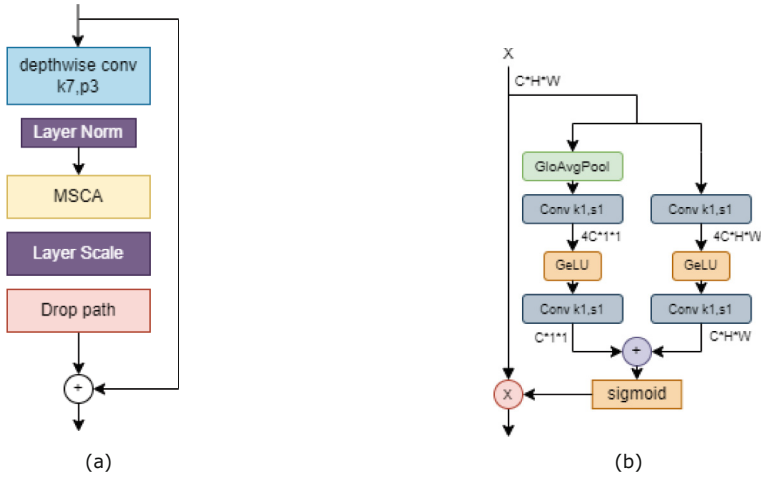 depthwise conv
k7,p3
Layer Norm
MSCA
Layer Scale
Drop path
+
(a)
X
C*H*W
GloAvgPool
Conv k1,s1
Conv k1,s1
4C*1*1
4C*H*W
GeLU
GeLU
Conv k1,s1
Conv k1,s1
C*1*1
C*H*W
+
X
sigmoid
(b)